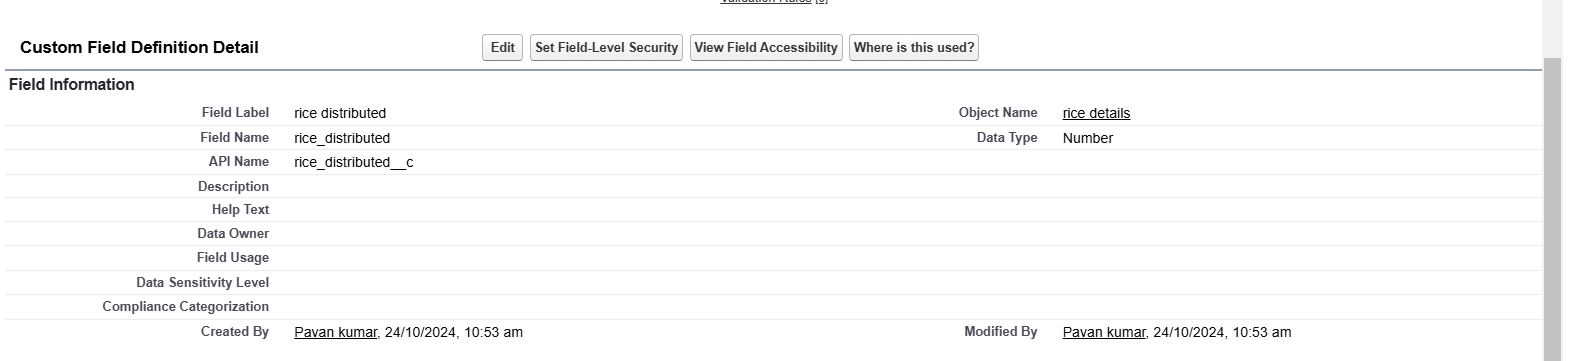 Validation Rules [0]
Custom Field Definition Detail Edit Set Field-Level Security View Field Accessibility Where is this used?
Field Information
Field Label rice distributed Object Name rice details
Field Name rice_distributed Data Type Number
API Name rice_distributed__c
Description
Help Text
Data Owner
Field Usage
Data Sensitivity Level
Compliance Categorization
Created By Pavan kumar, 24/10/2024, 10:53 am Modified By Pavan kumar, 24/10/2024, 10:53 am